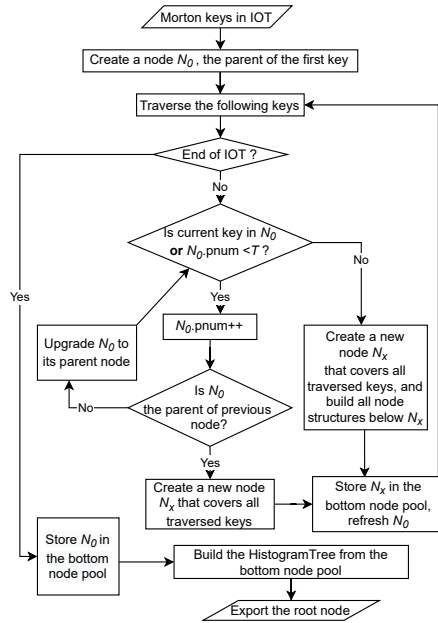 Morton keys in IOT
Create a node N0, the parent of the first key
Traverse the following keys
End of IOT ?
No
Is current key in N0
or N0.pnum <T ?
No
Yes
Yes
N0.pnum++
Upgrade N0 to
its parent node
Create a new
node Nx
that covers all
traversed keys, and
build all node
structures below Nx
Is N0
the parent of previous
node?
No
Yes
Create a new node
Nx that covers all
traversed keys
Store Nx in the
bottom node pool,
refresh N0
Store N0 in
the bottom
node pool
Build the HistogramTree from the
bottom node pool
Export the root node